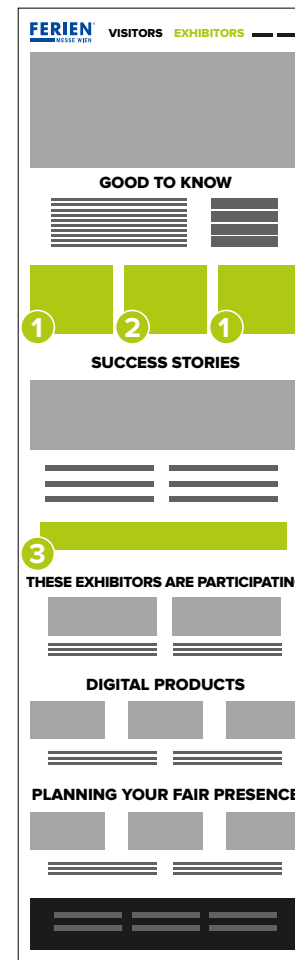 FERIEN
MESSE WIEN
VISITORS EXHIBITORS
GOOD TO KNOW
1 2 1
SUCCESS STORIES
3
THESE EXHIBITORS ARE PARTICIPATING
DIGITAL PRODUCTS
PLANNING YOUR FAIR PRESENCE